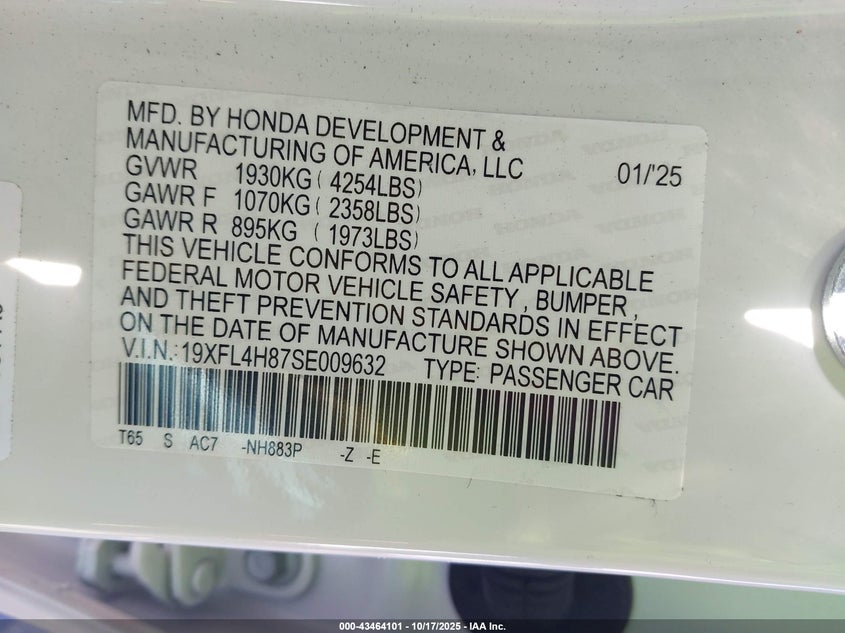 MFD. BY HONDA DEVELOPMENT &
MANUFACTURING OF AMERICA, LLC 01/'25
GVWR 1930KG ( 4254LBS)
GAWR F 1070KG ( 2358LBS)
GAWR R 895KG ( 1973LBS)
THIS VEHICLE CONFORMS TO ALL APPLICABLE
FEDERAL MOTOR VEHICLE SAFETY, BUMPER,
AND THEFT PREVENTION STANDARDS IN EFFECT
ON THE DATE OF MANUFACTURE SHOWN ABOVE.
V.I.N.: 19XFL4H87SE009632 TYPE: PASSENGER CAR
T65 S AC7 -NH883P -Z -E
000-43464101 - 10/17/2025 - IAA Inc.